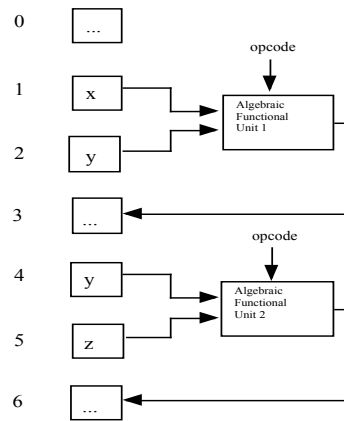 0 ...
opcode
1 x
Algebraic
Functional
Unit 1
2 y
3 ...
opcode
4 y
Algebraic
Functional
Unit 2
5 z
6 ...